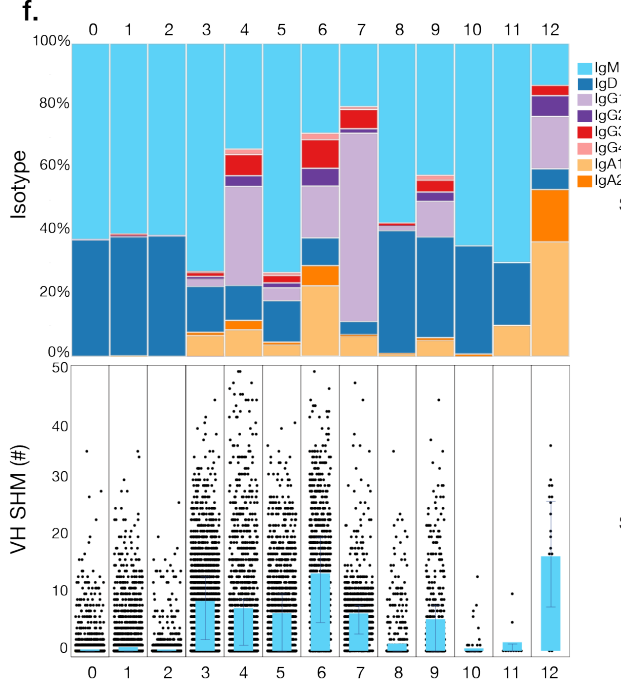 f.
0 1 2 3 4 5 6 7 8 9 10 11 12
100%
80%
60%
40%
20%
0%
Isotype
IgM
IgD
IgG1
IgG2
IgG3
IgG4
IgA1
IgA2
50
40
30
20
10
0
VH SHM (#)
0 1 2 3 4 5 6 7 8 9 10 11 12